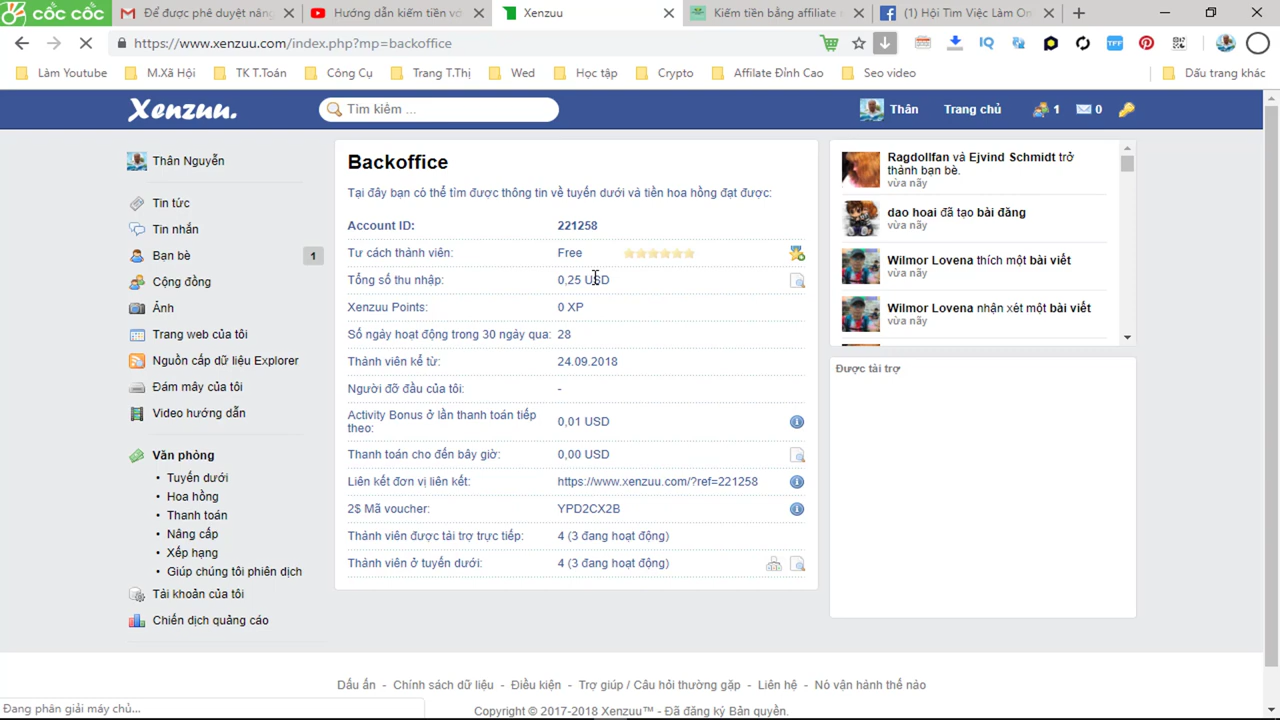 cốc cốc
Để được phê duyệt nâng
Hướng dẫn kiếm tiền vớ
Xenzuu
Kiếm tiền bằng affiliate s
(1) Hội Tìm Việc Làm On
https://www.xenzuu.com/index.php?mp=backoffice
Làm Youtube
M.Xã Hội
TK T.Toán
Công Cụ
Trang T.Thị
Wed
Học tập
Crypto
Affilate Đỉnh Cao
Seo video
Dấu trang khác
Xenzuu.
Tìm kiếm ...
Thân
Trang chủ
1
0
Thân Nguyễn
Tin tức
Tin nhắn
Bạn bè
1
Cộng đồng
Ảnh
Trang web của tôi
Nguồn cấp dữ liệu Explorer
Đám mây của tôi
Video hướng dẫn
Văn phòng
• Tuyến dưới
• Hoa hồng
• Thanh toán
• Nâng cấp
• Xếp hạng
• Giúp chúng tôi phiên dịch
Tài khoản của tôi
Chiến dịch quảng cáo
Backoffice
Tại đây bạn có thể tìm được thông tin về tuyến dưới và tiền hoa hồng đạt được:
Account ID: 221258
Tư cách thành viên: Free
Tổng số thu nhập: 0,25 USD
Xenzuu Points: 0 XP
Số ngày hoạt động trong 30 ngày qua: 28
Thành viên kể từ: 24.09.2018
Người đỡ đầu của tôi: -
Activity Bonus ở lần thanh toán tiếp theo: 0,01 USD
Thanh toán cho đến bây giờ: 0,00 USD
Liên kết đơn vị liên kết: https://www.xenzuu.com/?ref=221258
2$ Mã voucher: YPD2CX2B
Thành viên được tài trợ trực tiếp: 4 (3 đang hoạt động)
Thành viên ở tuyến dưới: 4 (3 đang hoạt động)
Ragdollfan và Ejvind Schmidt trở
thành bạn bè.
vừa nãy
dao hoai đã tạo bài đăng
vừa nãy
Wilmor Lovena thích một bài viết
vừa nãy
Wilmor Lovena nhận xét một bài viết
vừa nãy
Được tài trợ
Dấu ấn - Chính sách dữ liệu - Điều kiện - Trợ giúp / Câu hỏi thường gặp - Liên hệ - Nó vận hành thế nào
Copyright © 2017-2018 Xenzuu™ - Đã đăng ký Bản quyền.
Đang phân giải máy chủ...